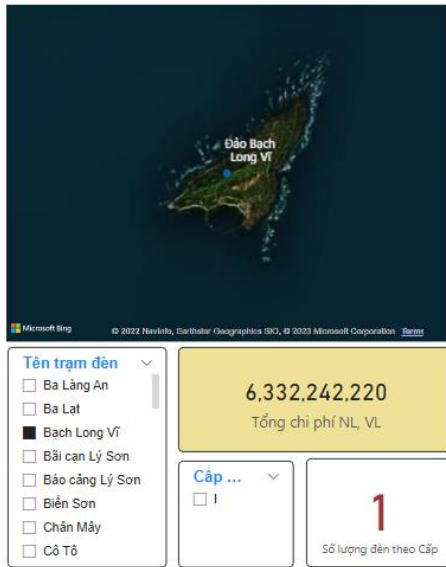 Đảo Bạch
Long Vĩ
Microsoft Bing
© 2022 NavInfo, Earthstar Geographics SIO, © 2023 Microsoft Corporation Terms
Tên trạm đèn
Ba Làng An
Ba Lạt
Bạch Long Vĩ
Bãi cạn Lý Sơn
Báo cảng Lý Sơn
Biển Sơn
Chân Mây
Cô Tô
6,332,242,220
Tổng chi phí NL, VL
Cấp ...
I
1
Số lượng đèn theo Cấp